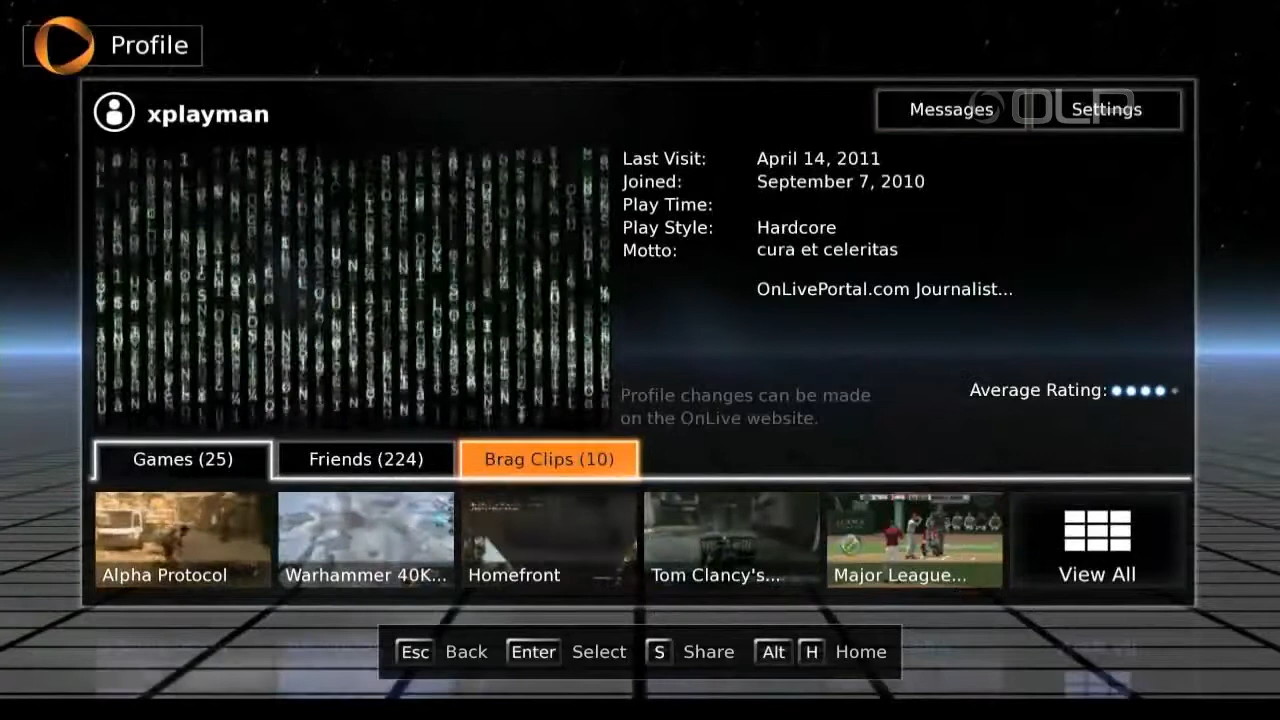 Profile
xplayman
Messages
Settings
OLP
Last Visit: April 14, 2011
Joined: September 7, 2010
Play Time:
Play Style: Hardcore
Motto: cura et celeritas
OnLivePortal.com Journalist...
Profile changes can be made
on the OnLive website.
Average Rating:
Games (25)
Friends (224)
Brag Clips (10)
Alpha Protocol
Warhammer 40K...
Homefront
Tom Clancy's...
Major League...
View All
Esc Back Enter Select S Share Alt H Home